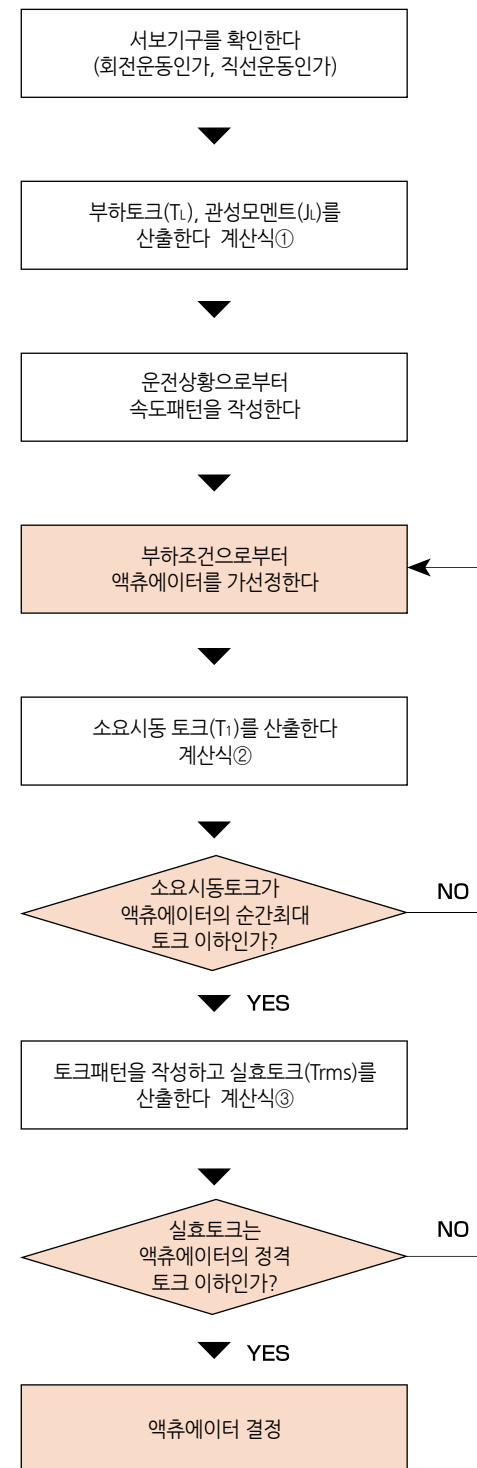 서보기구를 확인한다
(회전운동인가, 직선운동인가)
부하토크(TL), 관성모멘트(JL)를
산출한다 계산식①
운전상황으로부터
속도패턴을 작성한다
부하조건으로부터
액츄에이터를 가선정한다
소요시동 토크(T1)를 산출한다
계산식②
소요시동토크가
액츄에이터의 순간최대
토크 이하인가?
NO
YES
토크패턴을 작성하고 실효토크(Trms)를
산출한다 계산식③
실효토크는
액츄에이터의 정격
토크 이하인가?
NO
YES
액츄에이터 결정